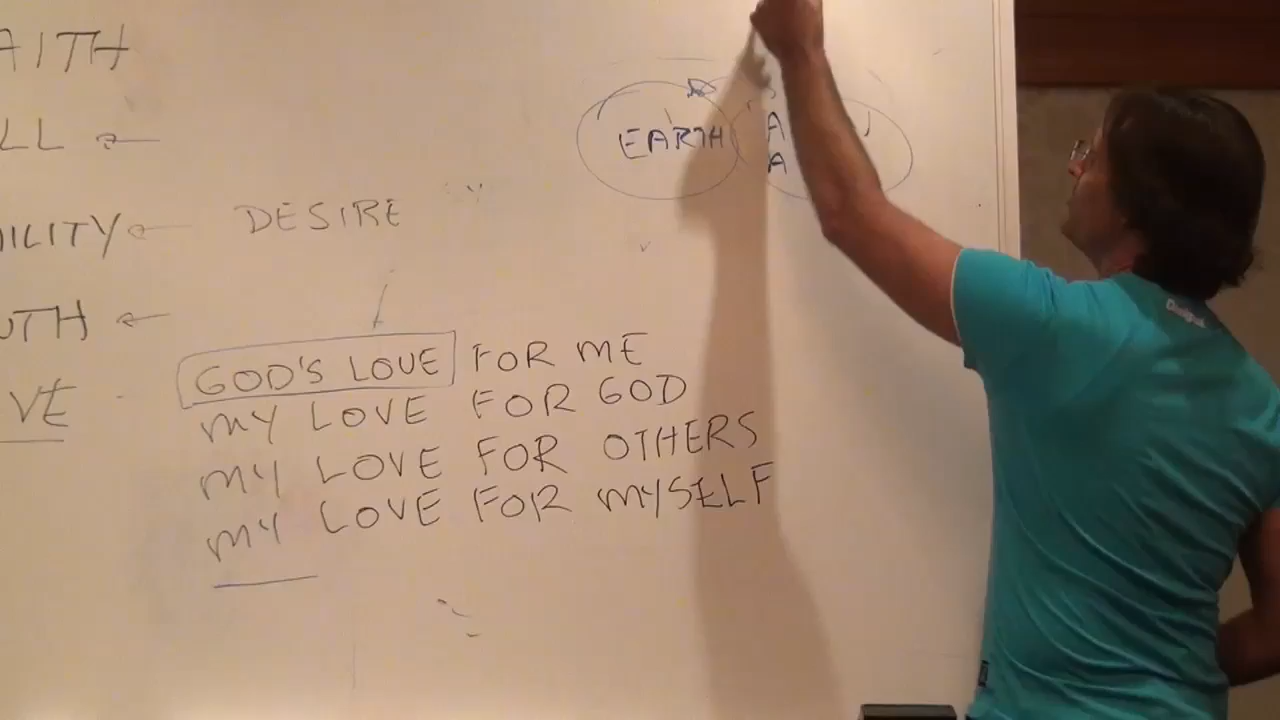 AITH
EARTH
A
A
LL
ILITY
DESIRE
UTH
GOD'S LOVE FOR ME
VE
MY LOVE FOR GOD
MY LOVE FOR OTHERS
MY LOVE FOR MYSELF